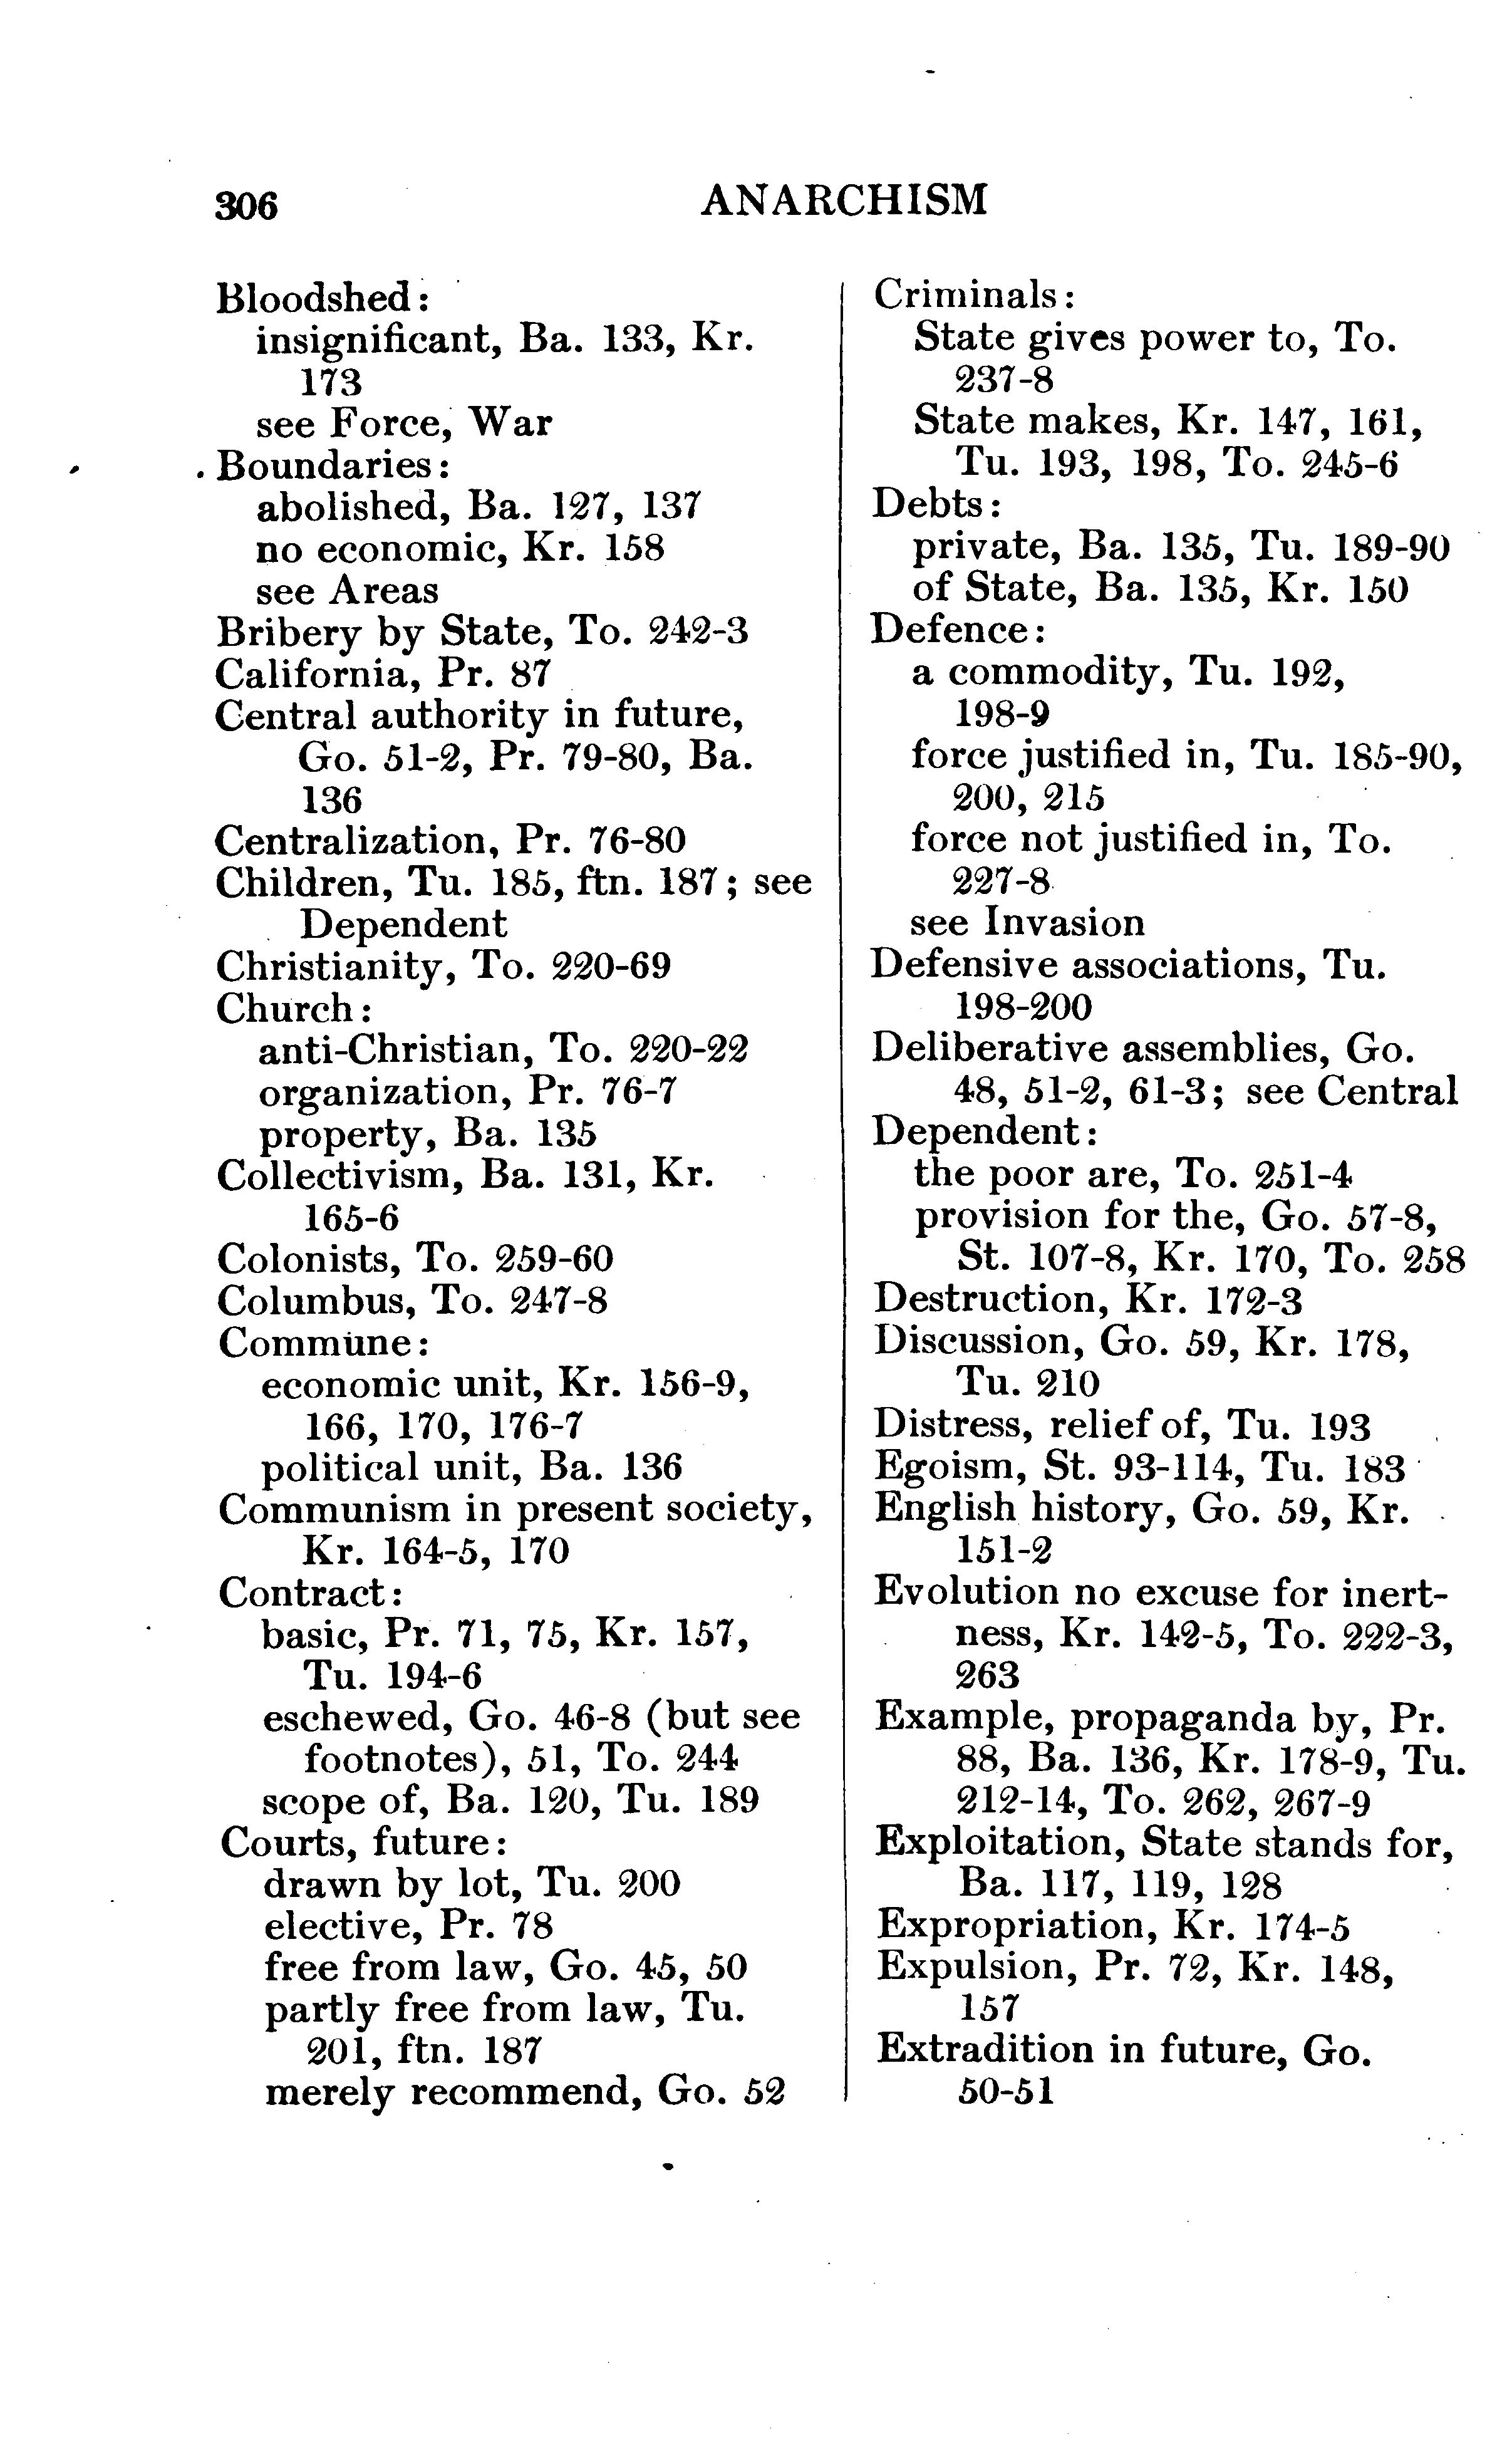 306
ANARCHISM
Bloodshed:
insignificant, Ba. 133, Kr.
173
see Force, War
Boundaries:
abolished, Ba. 127, 137
no economic, Kr. 158
see Areas
Bribery by State, To. 242-3
California, Pr. 87
Central authority in future,
Go. 51-2, Pr. 79-80, Ba.
136
Centralization, Pr. 76-80
Children, Tu. 185, ftn. 187; see
Dependent
Christianity, To. 220-69
Church:
anti-Christian, To. 220-22
organization, Pr. 76-7
property, Ba. 135
Collectivism, Ba. 131, Kr.
165-6
Colonists, To. 259-60
Columbus, To. 247-8
Commune:
economic unit, Kr. 156-9,
166, 170, 176-7
political unit, Ba. 136
Communism in present society,
Kr. 164-5, 170
Contract:
basic, Pr. 71, 75, Kr. 157,
Tu. 194-6
eschewed, Go. 46-8 (but see
footnotes), 51, To. 244
scope of, Ba. 120, Tu. 189
Courts, future:
drawn by lot, Tu. 200
elective, Pr. 78
free from law, Go. 45, 50
partly free from law, Tu.
201, ftn. 187
merely recommend, Go. 52
Criminals:
State gives power to, To.
237-8
State makes, Kr. 147, 161,
Tu. 193, 198, To. 245-6
Debts:
private, Ba. 135, Tu. 189-90
of State, Ba. 135, Kr. 150
Defence:
a commodity, Tu. 192,
198-9
force justified in, Tu. 185-90,
200, 215
force not justified in, To.
227-8
see Invasion
Defensive associations, Tu.
198-200
Deliberative assemblies, Go.
48, 51-2, 61-3; see Central
Dependent:
the poor are, To. 251-4
provision for the, Go. 57-8,
St. 107-8, Kr. 170, To. 258
Destruction, Kr. 172-3
Discussion, Go. 59, Kr. 178,
Tu. 210
Distress, relief of, Tu. 193
Egoism, St. 93-114, Tu. 183
English history, Go. 59, Kr.
151-2
Evolution no excuse for inert-
ness, Kr. 142-5, To. 222-3,
263
Example, propaganda by, Pr.
88, Ba. 136, Kr. 178-9, Tu.
212-14, To. 262, 267-9
Exploitation, State stands for,
Ba. 117, 119, 128
Expropriation, Kr. 174-5
Expulsion, Pr. 72, Kr. 148,
157
Extradition in future, Go.
50-51